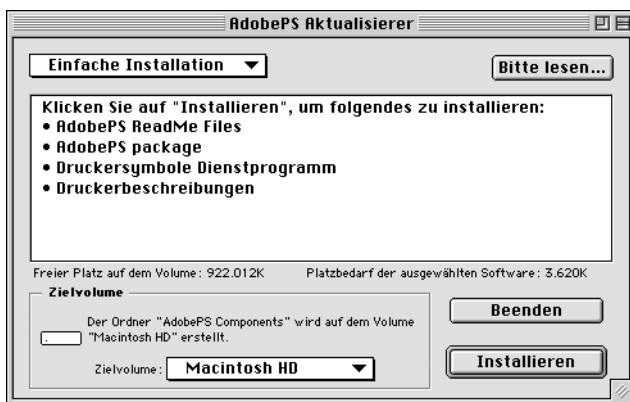 AdobePS Aktualisierer
Einfache Installation
Bitte lesen...
Klicken Sie auf "Installieren", um folgendes zu installieren:
• AdobePS ReadMe Files
• AdobePS package
• Druckersymbole Dienstprogramm
• Druckerbeschreibungen
Freier Platz auf dem Volume: 922.012K
Platzbedarf der ausgewählten Software: 3.620K
Zielvolume
Der Ordner "AdobePS Components" wird auf dem Volume
"Macintosh HD" erstellt.
Zielvolume:
Macintosh HD
Beenden
Installieren